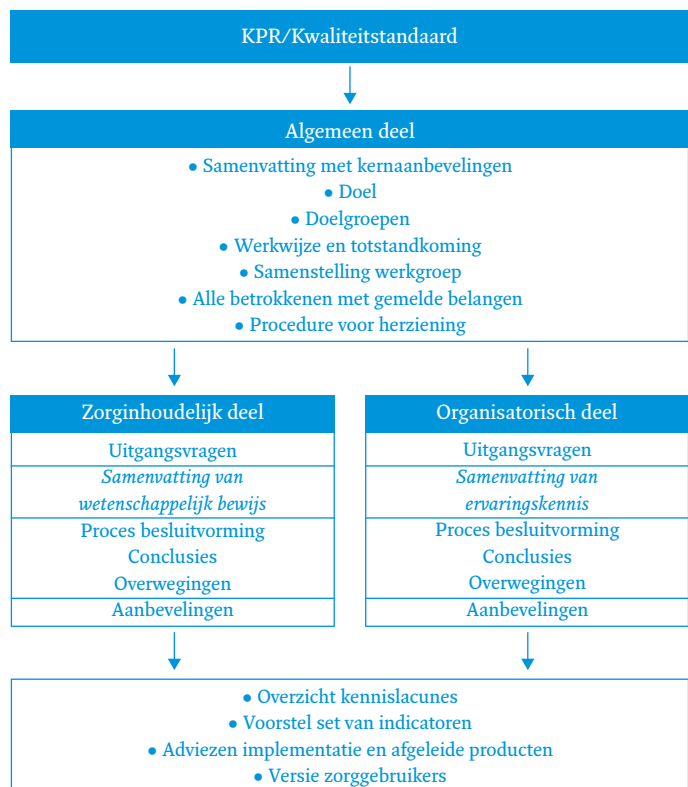 KPR/Kwaliteitstandaard
Algemeen deel
● Samenvatting met kernaanbevelingen
● Doel
● Doelgroepen
● Werkwijze en totstandkoming
● Samenstelling werkgroep
● Alle betrokkenen met gemelde belangen
● Procedure voor herziening
Zorginhoudelijk deel
Uitgangsvragen
Samenvatting van
wetenschappelijk bewijs
Proces besluitvorming
Conclusies
Overwegingen
Aanbevelingen
Organisatorisch deel
Uitgangsvragen
Samenvatting van
ervaringskennis
Proces besluitvorming
Conclusies
Overwegingen
Aanbevelingen
● Overzicht kennislacunes
● Voorstel set van indicatoren
● Adviezen implementatie en afgeleide producten
● Versie zorggebruikers